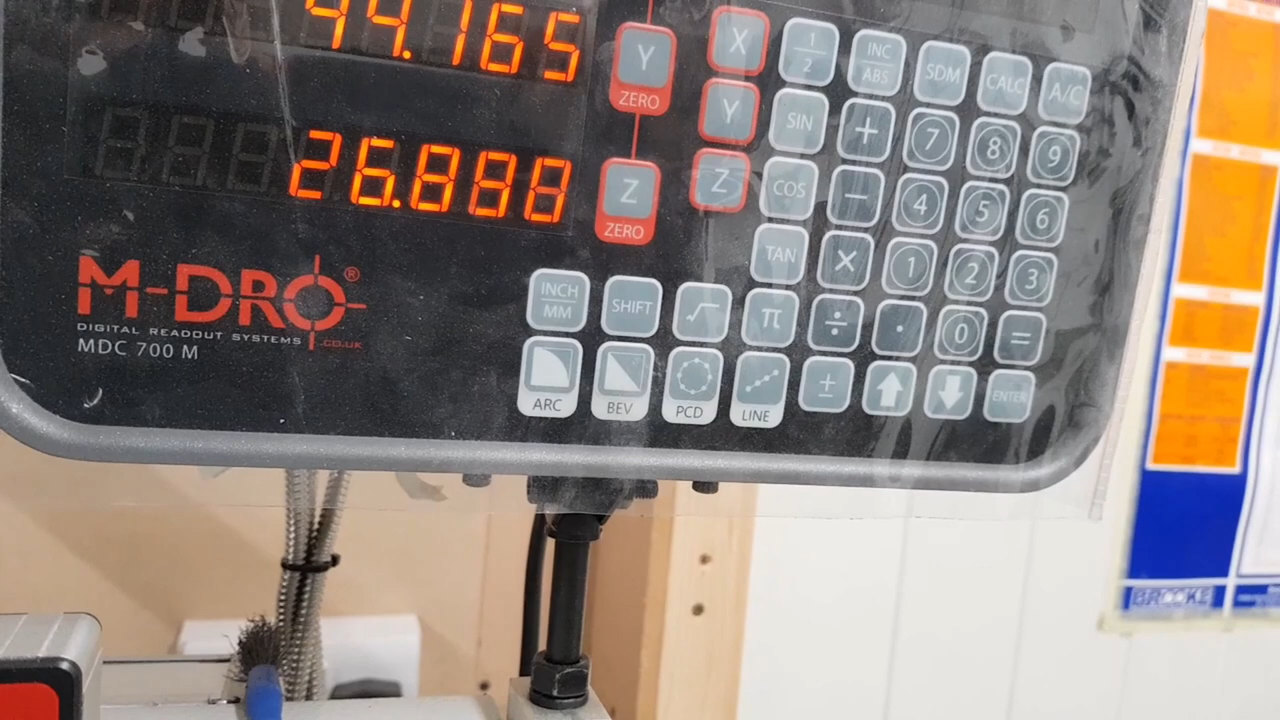 44.165
Y
ZERO
X
1/2
INC/ABS
SDM
CALC
A/C
Y
SIN
+
7
8
9
26.888
Z
ZERO
Z
COS
−
4
5
6
TAN
×
1
2
3
M-DRO®
DIGITAL READOUT SYSTEMS .CO.UK
MDC 700 M
INCH/MM
SHIFT
√
π
÷
·
0
=
ARC
BEV
PCD
LINE
±
ENTER
BROOKE